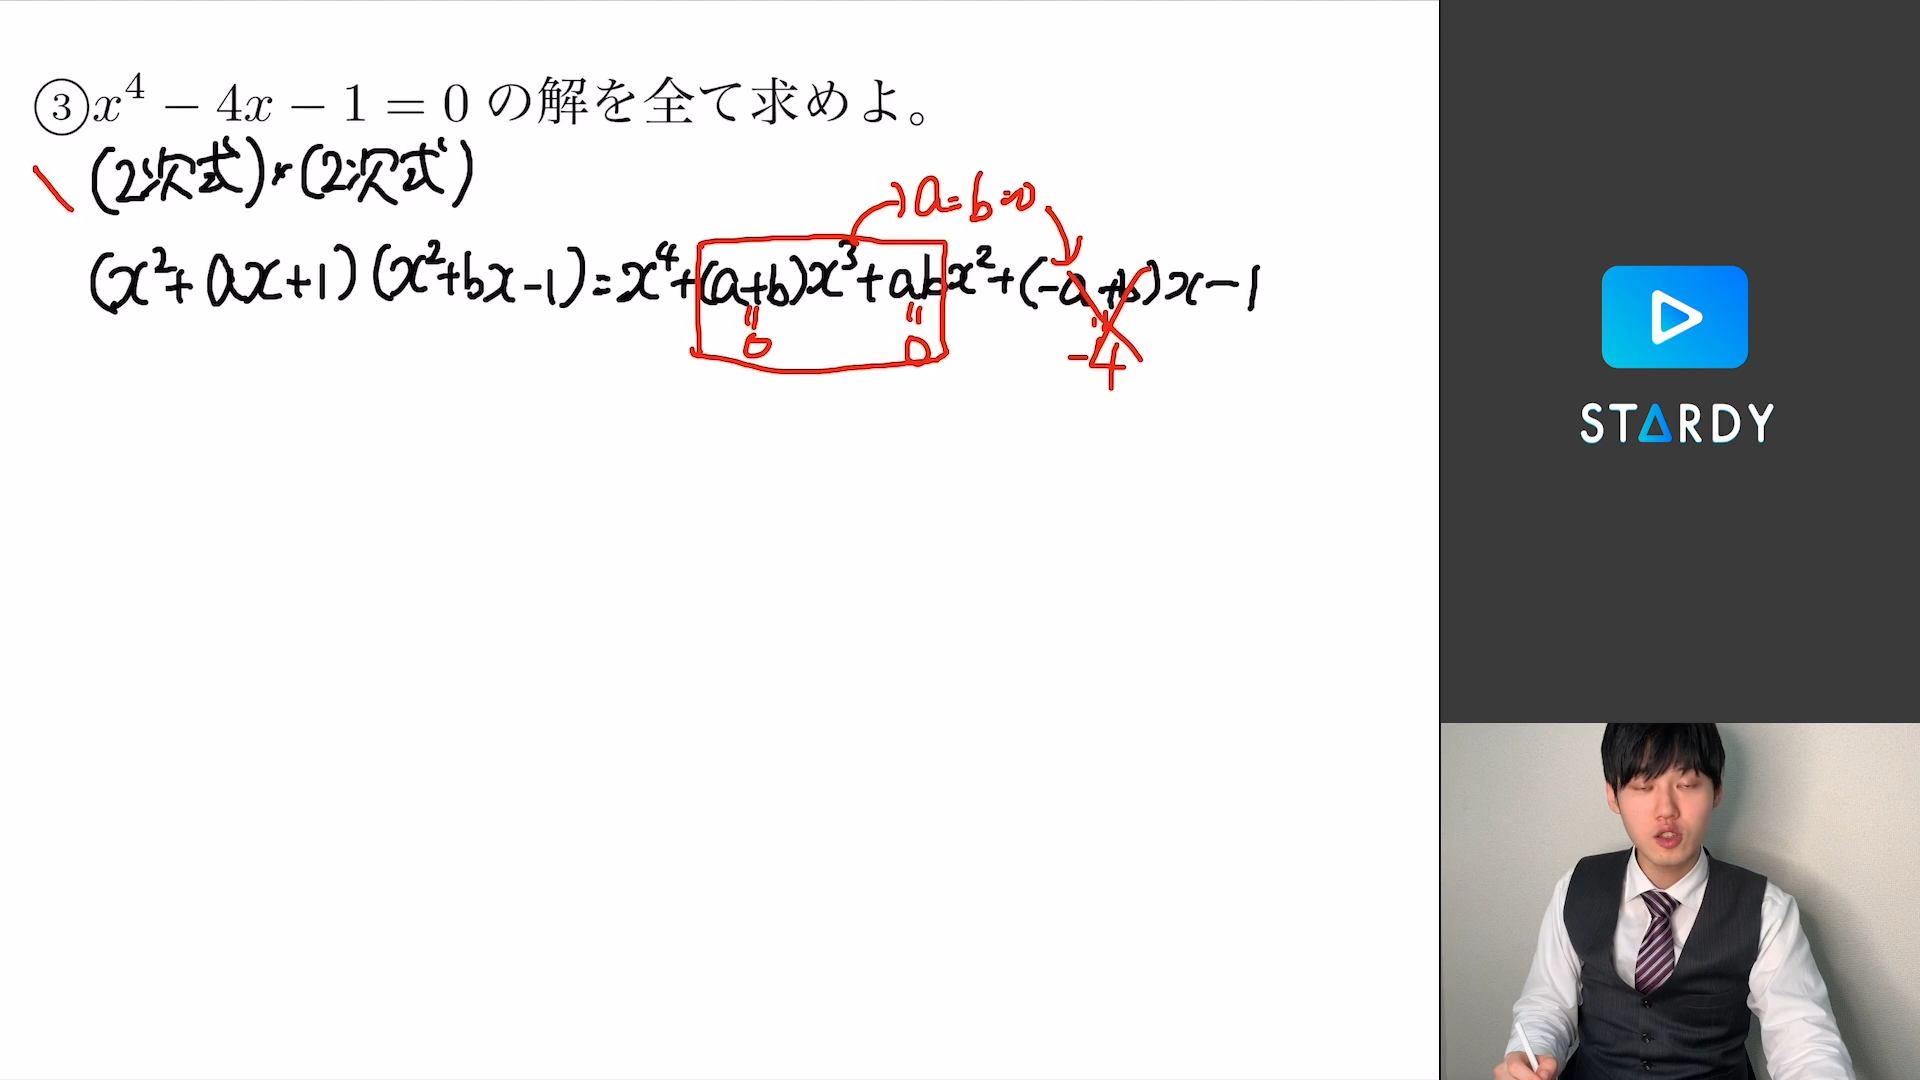 ③x⁴ − 4x − 1 = 0 の解を全て求めよ。
(2次式)×(2次式)
a=b=0
(x²+ax+1)(x²+bx-1)=x⁴+(a+b)x³+abx²+(-a+b)x-1
" " "
0 0 -4
STARDY